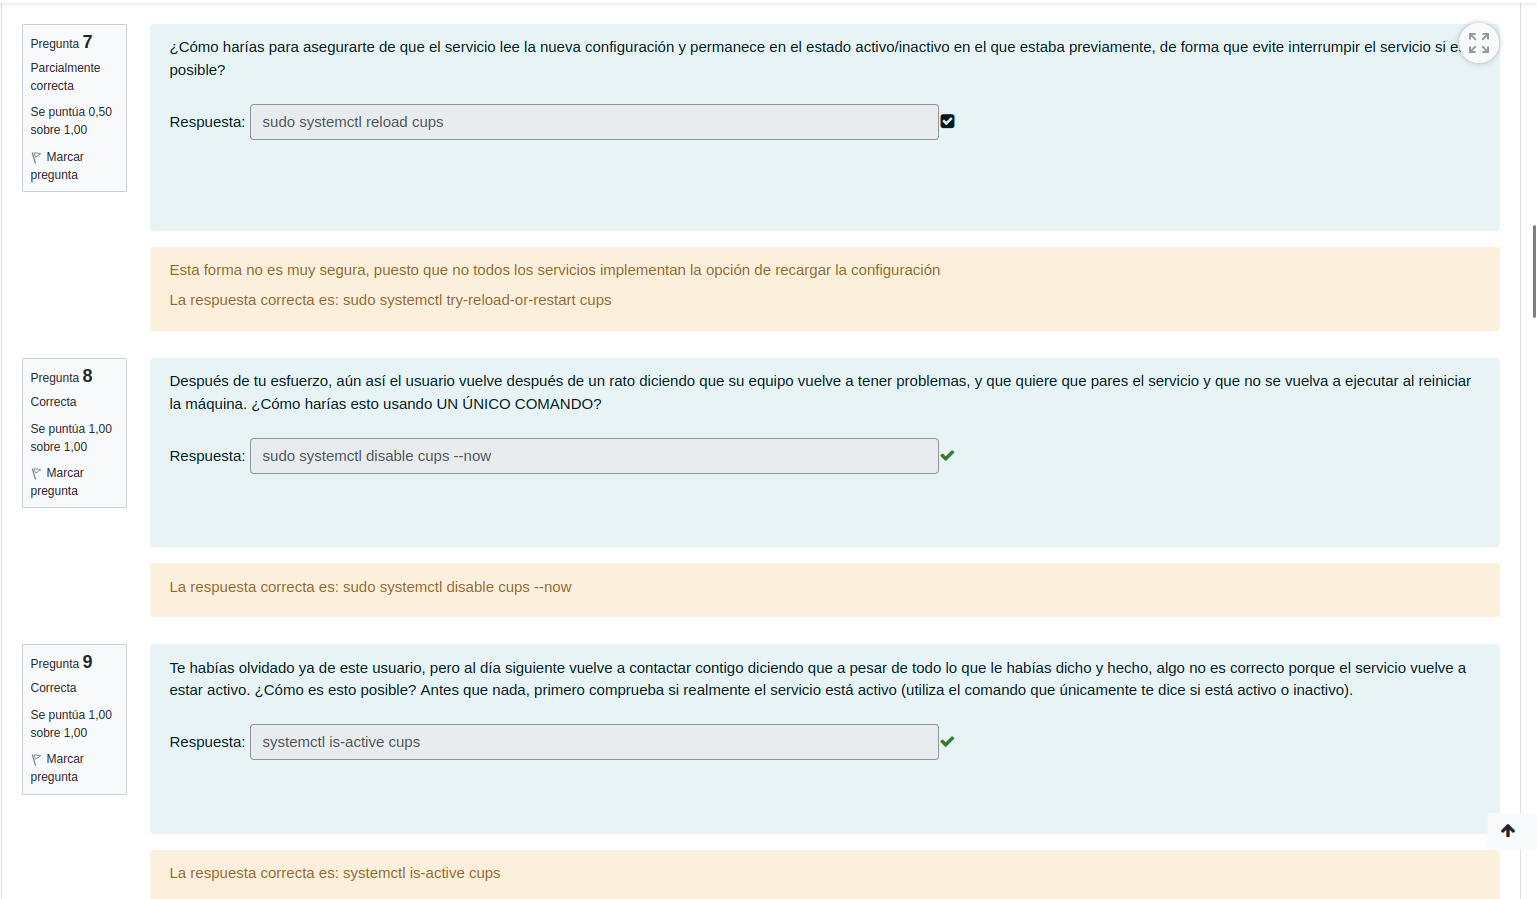 Pregunta 7
Parcialmente
correcta
Se puntúa 0,50
sobre 1,00
Marcar
pregunta
¿Cómo harías para asegurarte de que el servicio lee la nueva configuración y permanece en el estado activo/inactivo en el que estaba previamente, de forma que evite interrumpir el servicio si
posible?
Respuesta: sudo systemctl reload cups
Esta forma no es muy segura, puesto que no todos los servicios implementan la opción de recargar la configuración
La respuesta correcta es: sudo systemctl try-reload-or-restart cups
Pregunta 8
Correcta
Se puntúa 1,00
sobre 1,00
Marcar
pregunta
Después de tu esfuerzo, aún así el usuario vuelve después de un rato diciendo que su equipo vuelve a tener problemas, y que quiere que pares el servicio y que no se vuelva a ejecutar al reiniciar
la máquina. ¿Cómo harías esto usando UN ÚNICO COMANDO?
Respuesta: sudo systemctl disable cups --now
La respuesta correcta es: sudo systemctl disable cups --now
Pregunta 9
Correcta
Se puntúa 1,00
sobre 1,00
Marcar
pregunta
Te habías olvidado ya de este usuario, pero al día siguiente vuelve a contactar contigo diciendo que a pesar de todo lo que le habías dicho y hecho, algo no es correcto porque el servicio vuelve a
estar activo. ¿Cómo es esto posible? Antes que nada, primero comprueba si realmente el servicio está activo (utiliza el comando que únicamente te dice si está activo o inactivo).
Respuesta: systemctl is-active cups
La respuesta correcta es: systemctl is-active cups